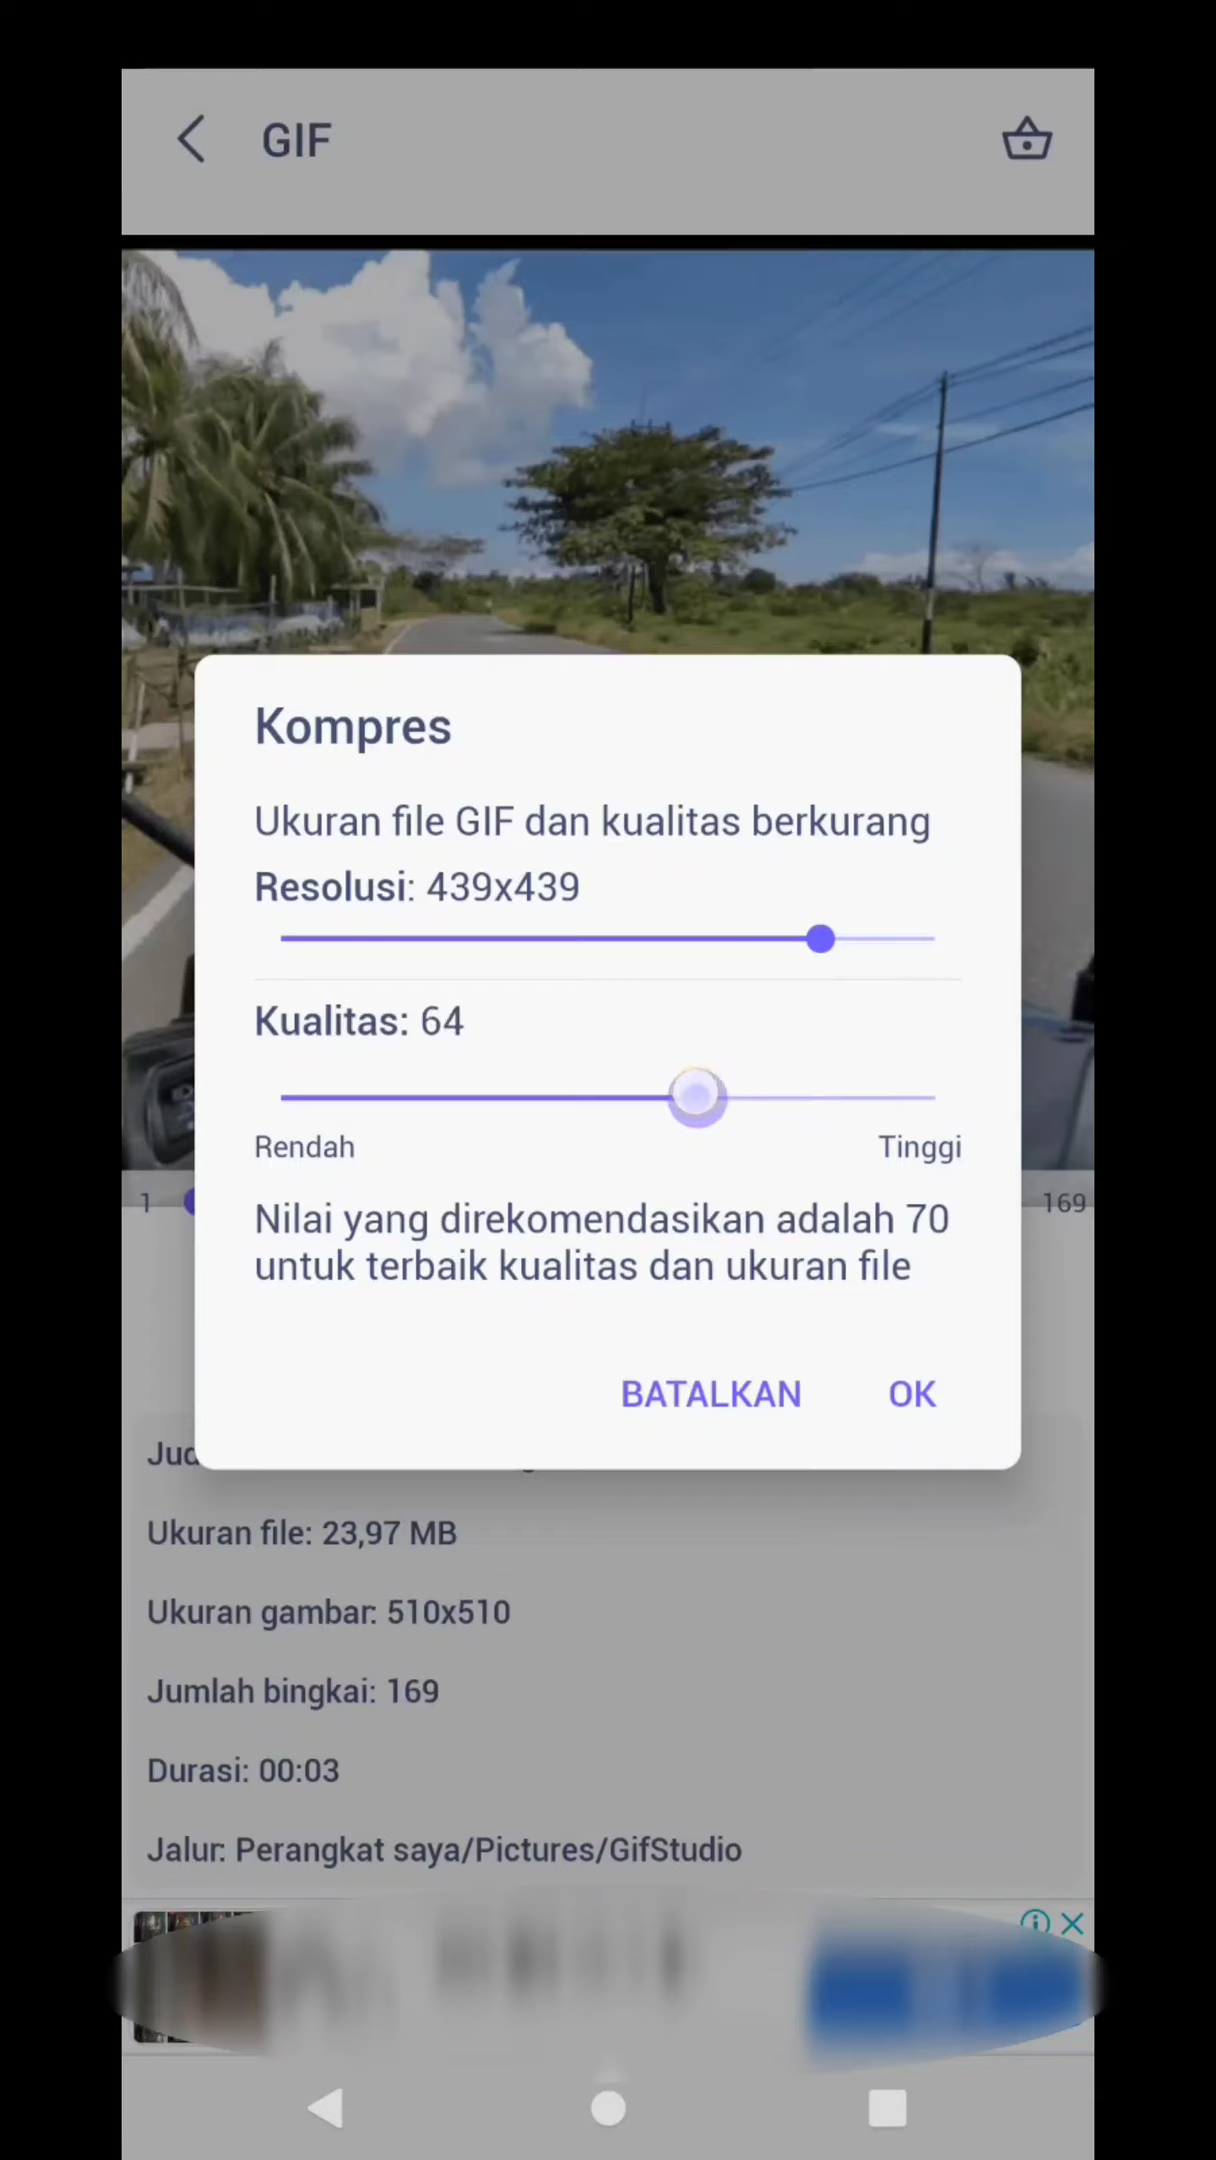 GIF
Kompres
Ukuran file GIF dan kualitas berkurang
Resolusi: 439x439
Kualitas: 64
Rendah
Tinggi
1
169
Nilai yang direkomendasikan adalah 70
untuk terbaik kualitas dan ukuran file
BATALKAN
OK
Ukuran file: 23,97 MB
Ukuran gambar: 510x510
Jumlah bingkai: 169
Durasi: 00:03
Jalur: Perangkat saya/Pictures/GifStudio